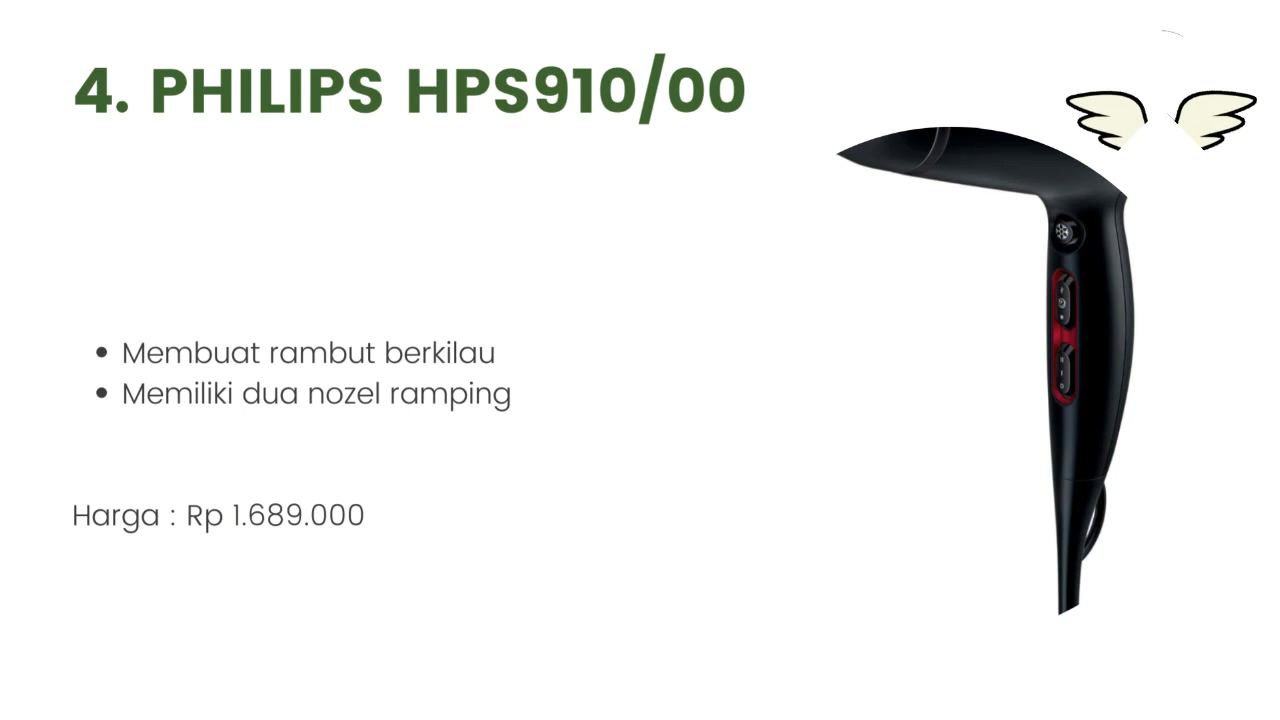 4. PHILIPS HPS910/00
• Membuat rambut berkilau
• Memiliki dua nozel ramping
Harga : Rp 1.689.000